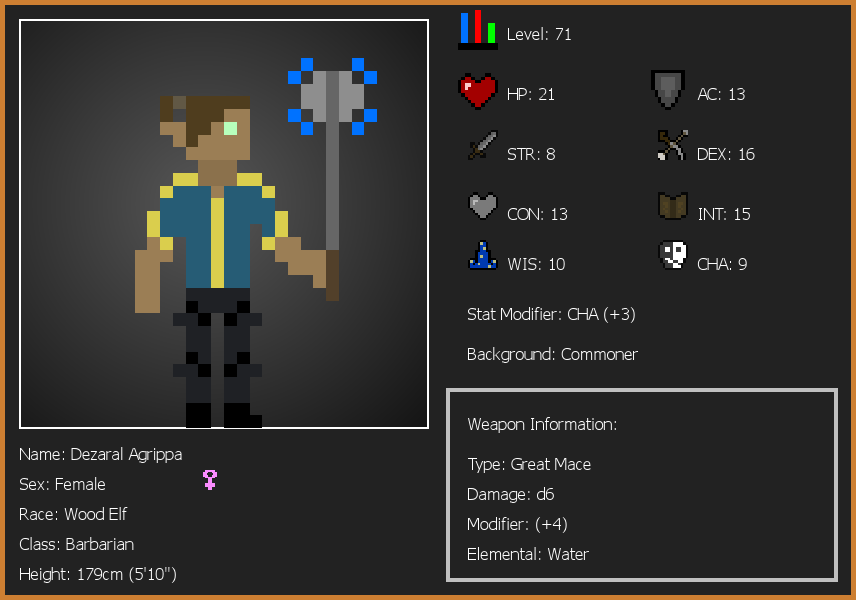 Level: 71
HP: 21
AC: 13
STR: 8
DEX: 16
CON: 13
INT: 15
WIS: 10
CHA: 9
Stat Modifier: CHA (+3)
Background: Commoner
Weapon Information:
Type: Great Mace
Damage: d6
Modifier: (+4)
Elemental: Water
Name: Dezaral Agrippa
Sex: Female
Race: Wood Elf
Class: Barbarian
Height: 179cm (5'10")